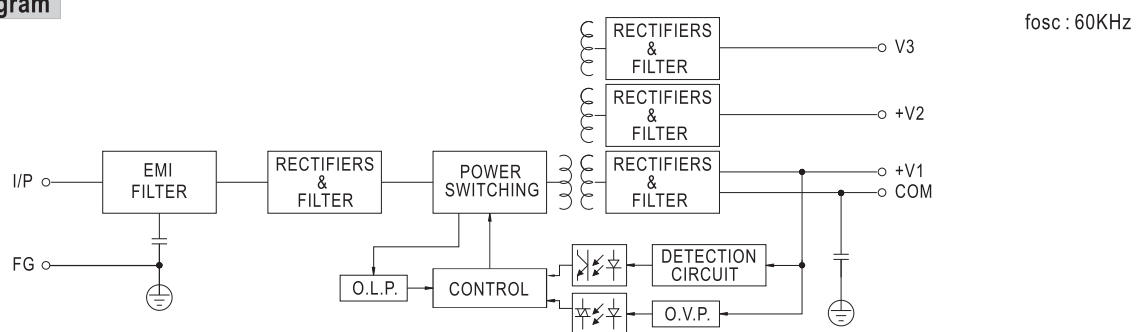 gram
fosc : 60KHz
RECTIFIERS
&
FILTER
V3
RECTIFIERS
&
FILTER
+V2
I/P
EMI
FILTER
RECTIFIERS
&
FILTER
POWER
SWITCHING
RECTIFIERS
&
FILTER
+V1
COM
FG
O.L.P.
CONTROL
DETECTION
CIRCUIT
O.V.P.